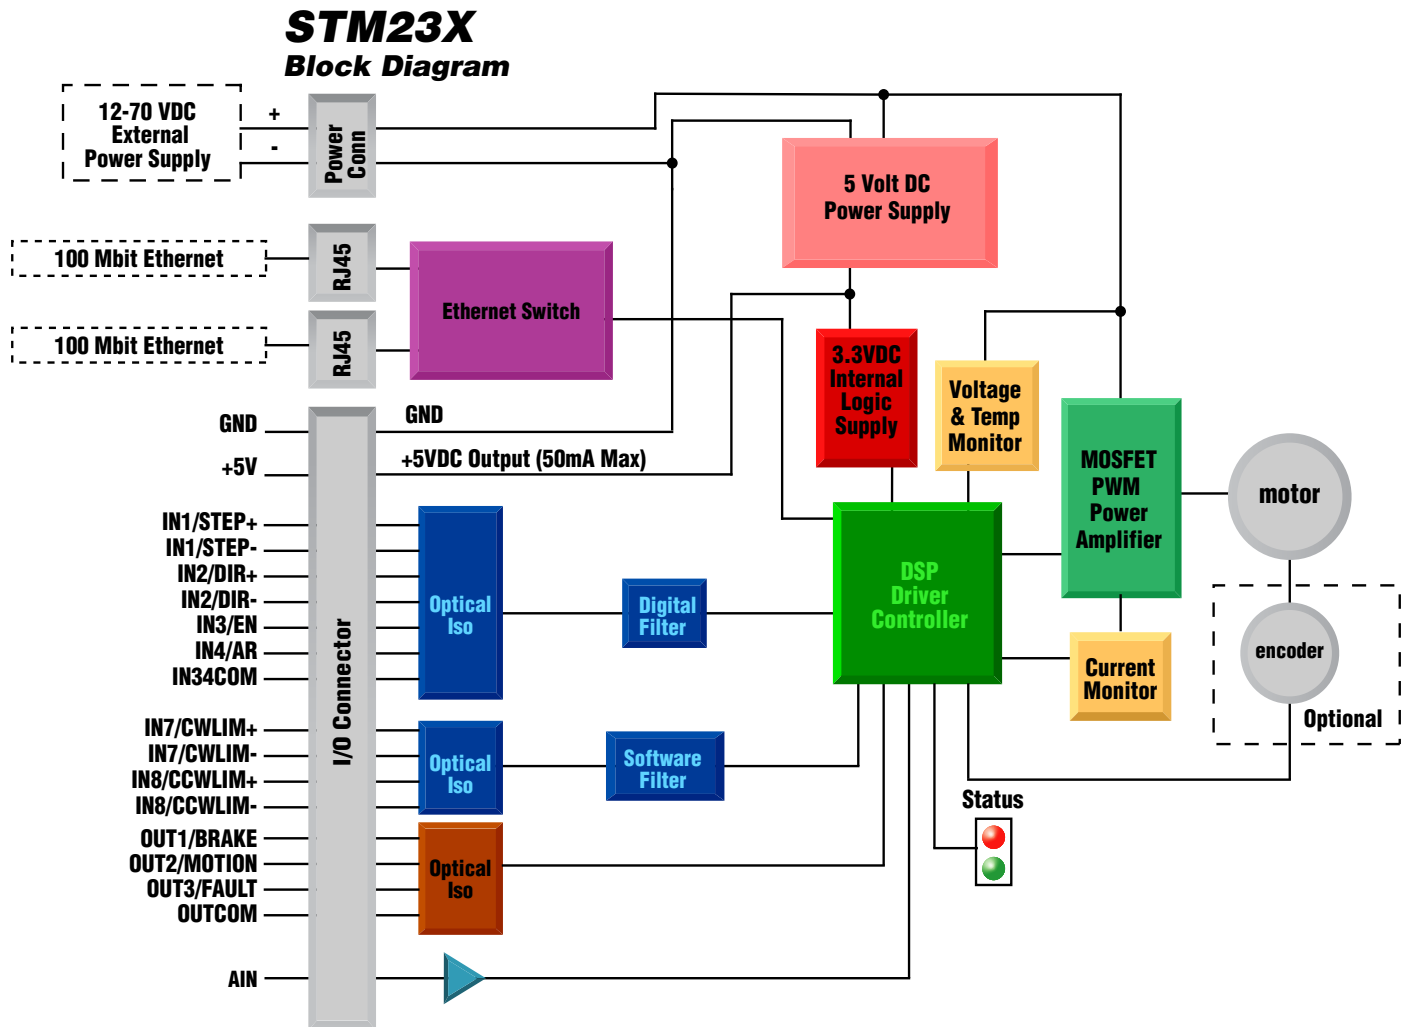 STM23X
Block Diagram
12-70 VDC
External
Power Supply
+
-
Power
Conn
5 Volt DC
Power Supply
100 Mbit Ethernet
RJ45
Ethernet Switch
100 Mbit Ethernet
RJ45
3.3VDC
Internal
Logic
Supply
Voltage
& Temp
Monitor
GND
GND
+5V
+5VDC Output (50mA Max)
MOSFET
PWM
Power
Amplifier
motor
IN1/STEP+
IN1/STEP-
IN2/DIR+
IN2/DIR-
IN3/EN
IN4/AR
IN34COM
I/O Connector
Optical
Iso
Digital
Filter
DSP
Driver
Controller
Current
Monitor
encoder
Optional
IN7/CWLIM+
IN7/CWLIM-
IN8/CCWLIM+
IN8/CCWLIM-
Optical
Iso
Software
Filter
Status
OUT1/BRAKE
OUT2/MOTION
OUT3/FAULT
OUTCOM
Optical
Iso
AIN